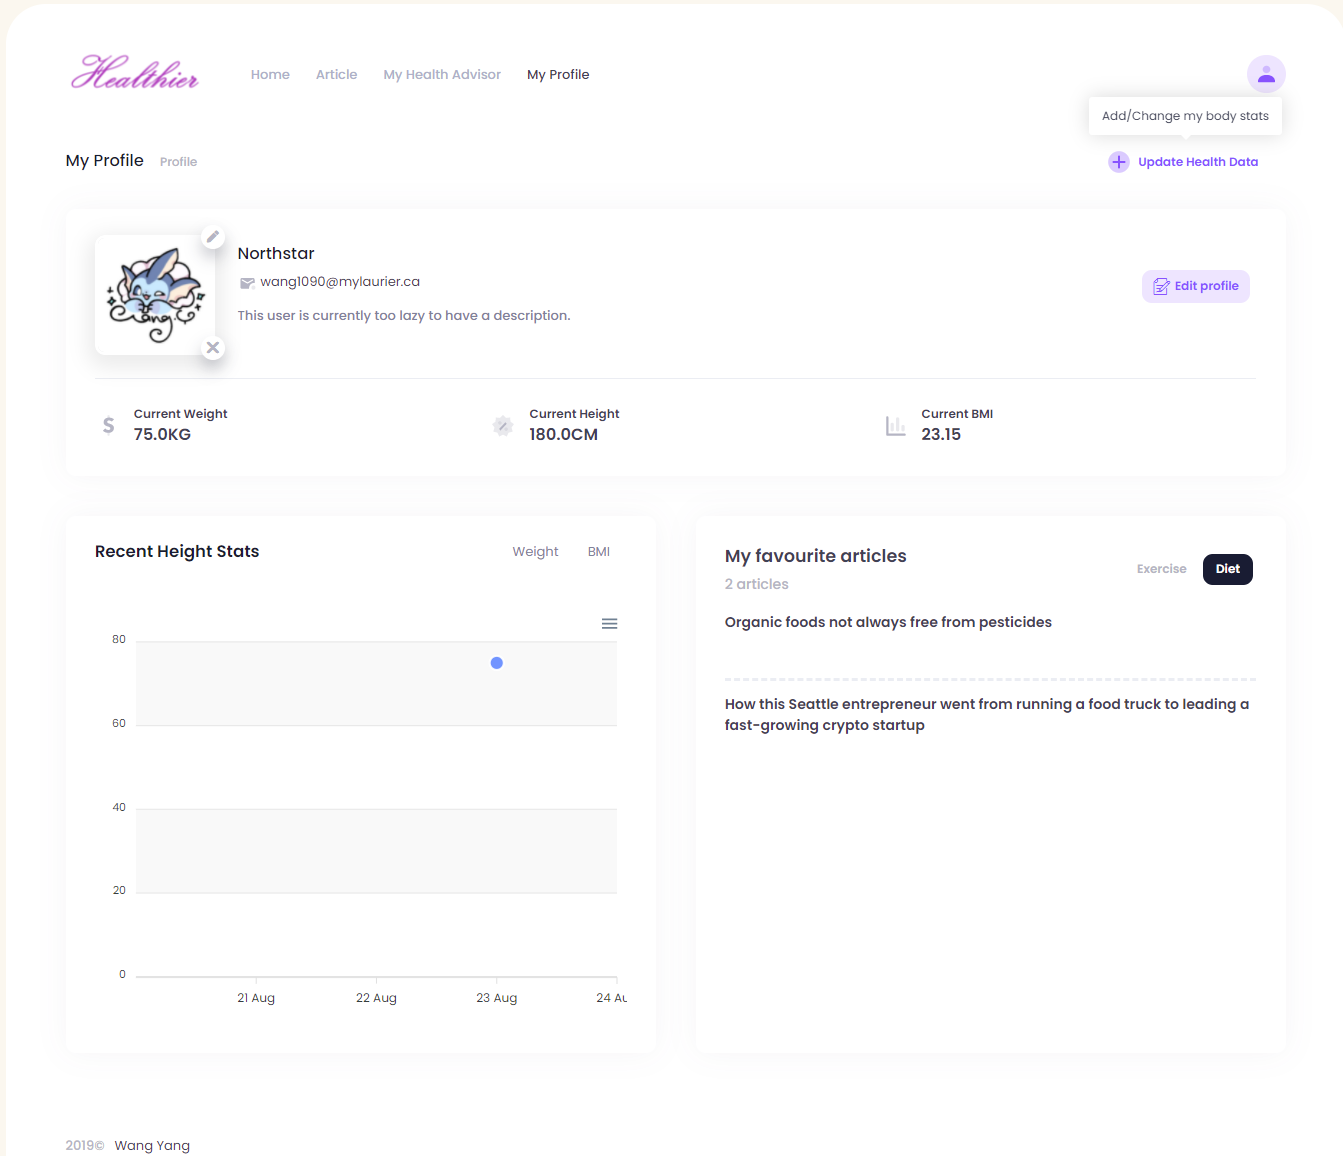 Healthier
Home Article My Health Advisor My Profile
Add/Change my body stats
My Profile Profile
Update Health Data
Northstar
wang1090@mylaurier.ca
Edit profile
This user is currently too lazy to have a description.
ang.
Current Weight
75.0KG
Current Height
180.0CM
Current BMI
23.15
Recent Height Stats
Weight BMI
80
60
40
20
0
21 Aug 22 Aug 23 Aug 24 Au
My favourite articles
2 articles
Exercise Diet
Organic foods not always free from pesticides
How this Seattle entrepreneur went from running a food truck to leading a
fast-growing crypto startup
2019© Wang Yang